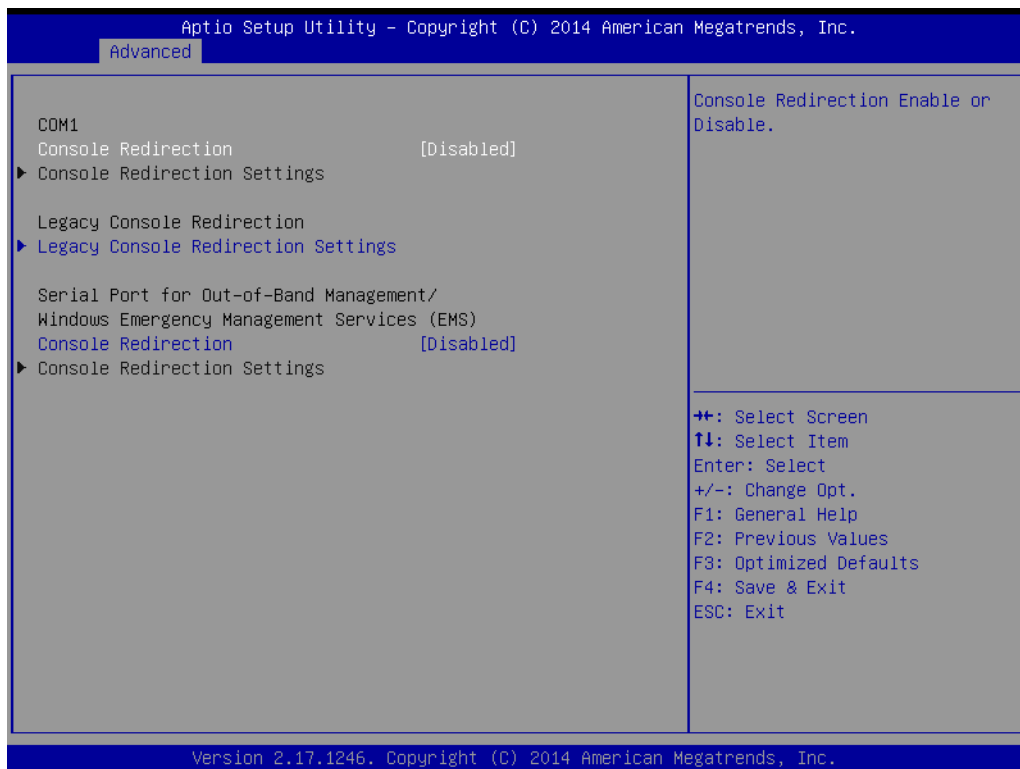 Aptio Setup Utility – Copyright (C) 2014 American Megatrends, Inc.
Advanced
COM1
Console Redirection [Disabled]
▶ Console Redirection Settings
Legacy Console Redirection
▶ Legacy Console Redirection Settings
Serial Port for Out-of-Band Management/
Windows Emergency Management Services (EMS)
Console Redirection [Disabled]
▶ Console Redirection Settings
Console Redirection Enable or
Disable.
→←: Select Screen
↑↓: Select Item
Enter: Select
+/-: Change Opt.
F1: General Help
F2: Previous Values
F3: Optimized Defaults
F4: Save & Exit
ESC: Exit
Version 2.17.1246. Copyright (C) 2014 American Megatrends, Inc.